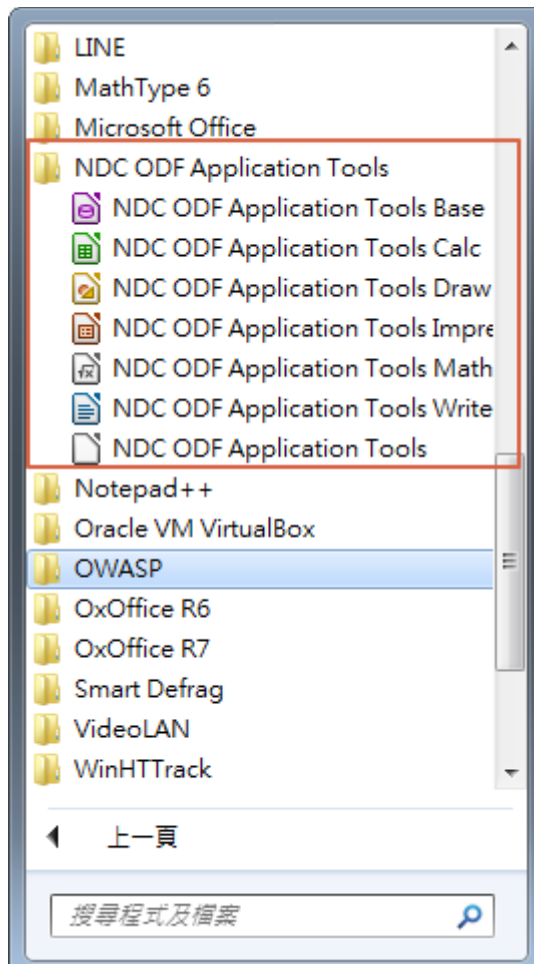 LINE
MathType 6
Microsoft Office
NDC ODF Application Tools
NDC ODF Application Tools Base
NDC ODF Application Tools Calc
NDC ODF Application Tools Draw
NDC ODF Application Tools Impre
NDC ODF Application Tools Math
NDC ODF Application Tools Write
NDC ODF Application Tools
Notepad++
Oracle VM VirtualBox
OWASP
OxOffice R6
OxOffice R7
Smart Defrag
VideoLAN
WinHTTrack
上一頁
搜尋程式及檔案